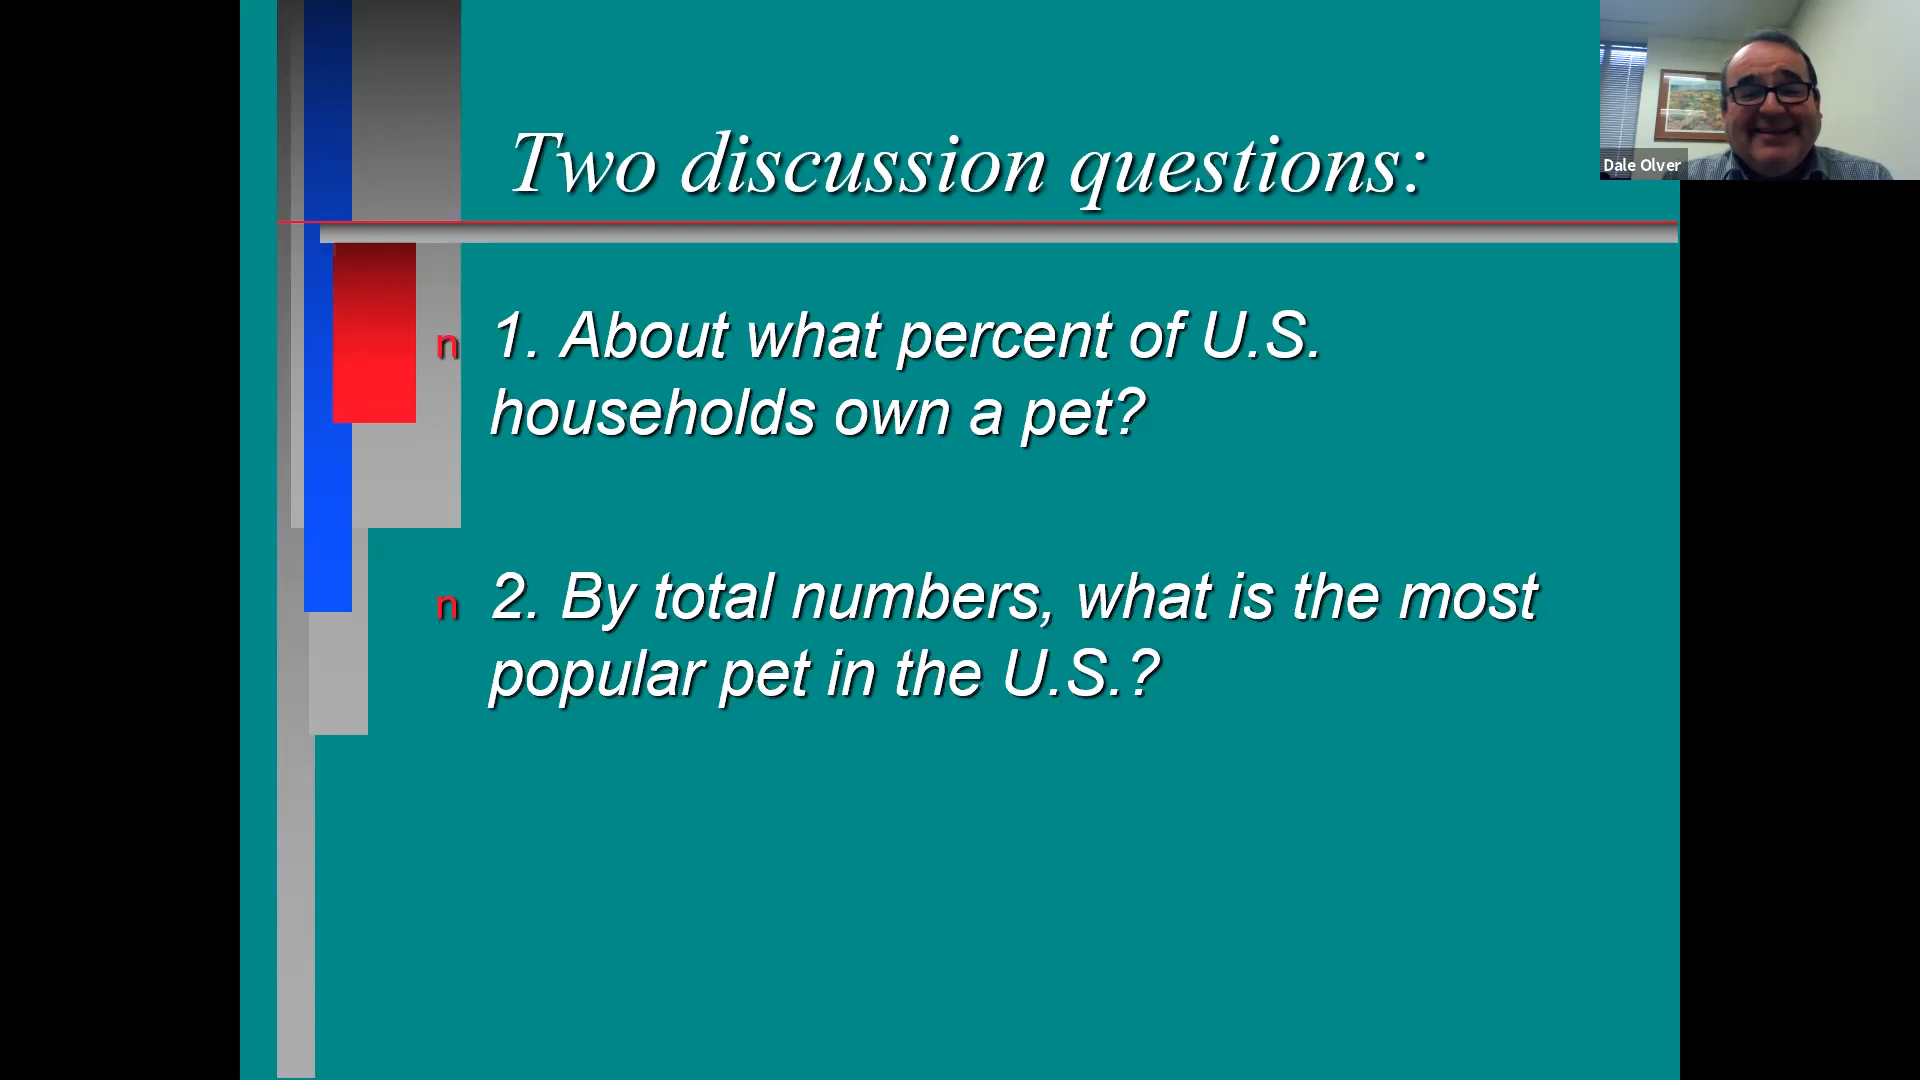 Two discussion questions:
Dale Olver
n 1. About what percent of U.S.
households own a pet?
n 2. By total numbers, what is the most
popular pet in the U.S.?